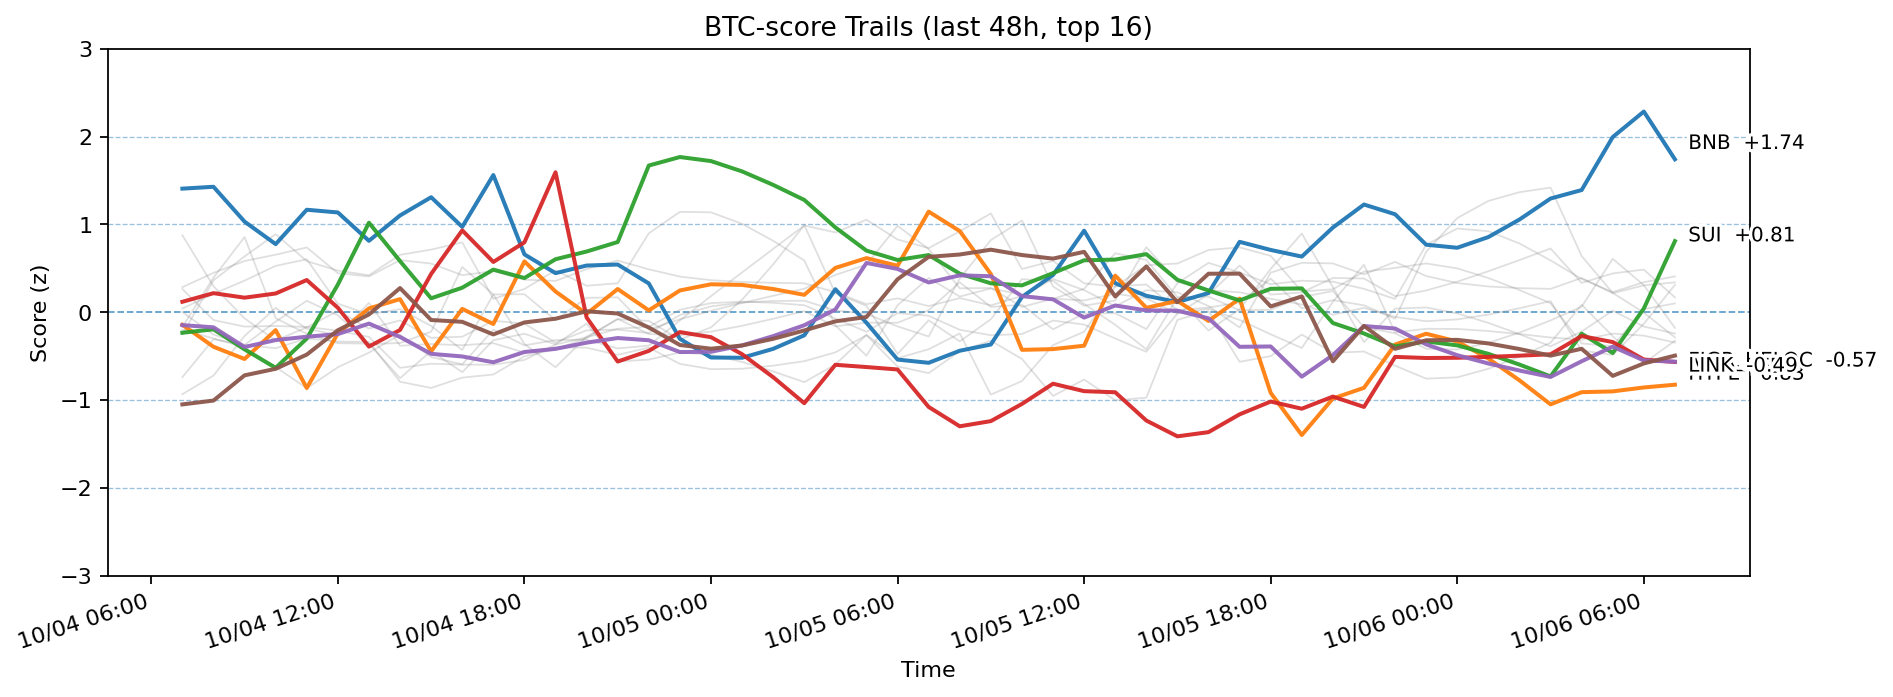 BTC-score Trails (last 48h, top 16)
Score (z)
3
2
1
0
−1
−2
−3
BNB +1.74
SUI +0.81
LINK -0.49
-0.57
10/04 06:00
10/04 12:00
10/04 18:00
10/05 00:00
10/05 06:00
10/05 12:00
10/05 18:00
10/06 00:00
10/06 06:00
Time